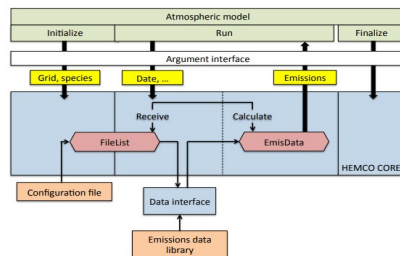 Atmospheric model
Initialize
Run
Finalize
Argument interface
Grid, species
Date, ...
Emissions
Receive
Calculate
FileList
EmisData
HEMCO CORE
Configuration file
Data interface
Emissions data
library